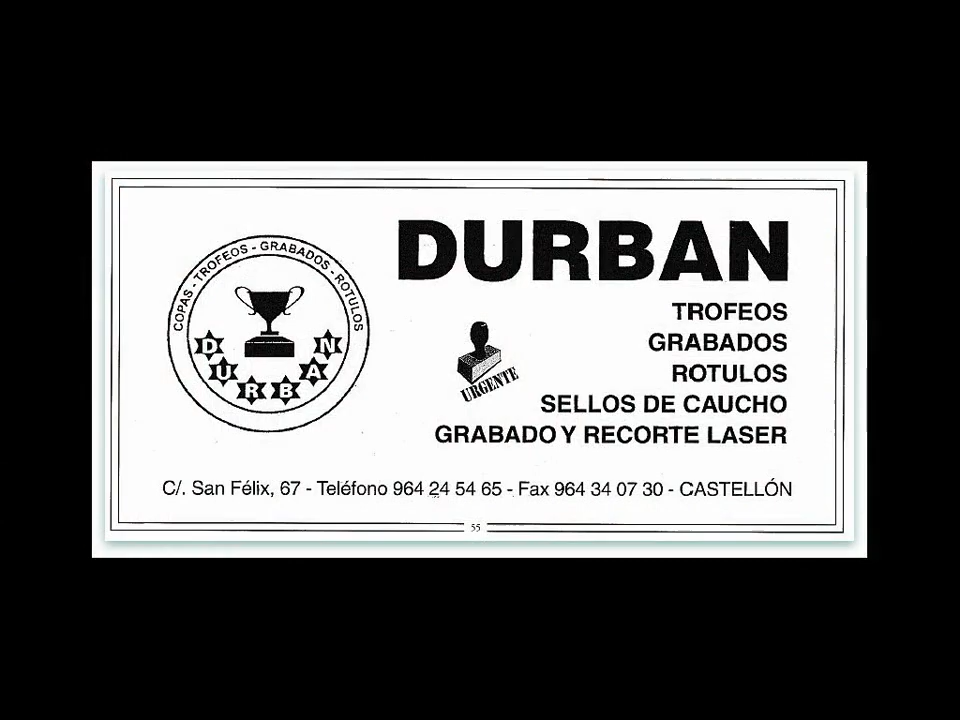 DURBAN
COPAS - TROFEOS - GRABADOS - ROTULOS
DURBAN
TROFEOS
GRABADOS
ROTULOS
URGENTE
SELLOS DE CAUCHO
GRABADO Y RECORTE LASER
C/. San Félix, 67 - Teléfono 964 24 54 65 - Fax 964 34 07 30 - CASTELLÓN
55